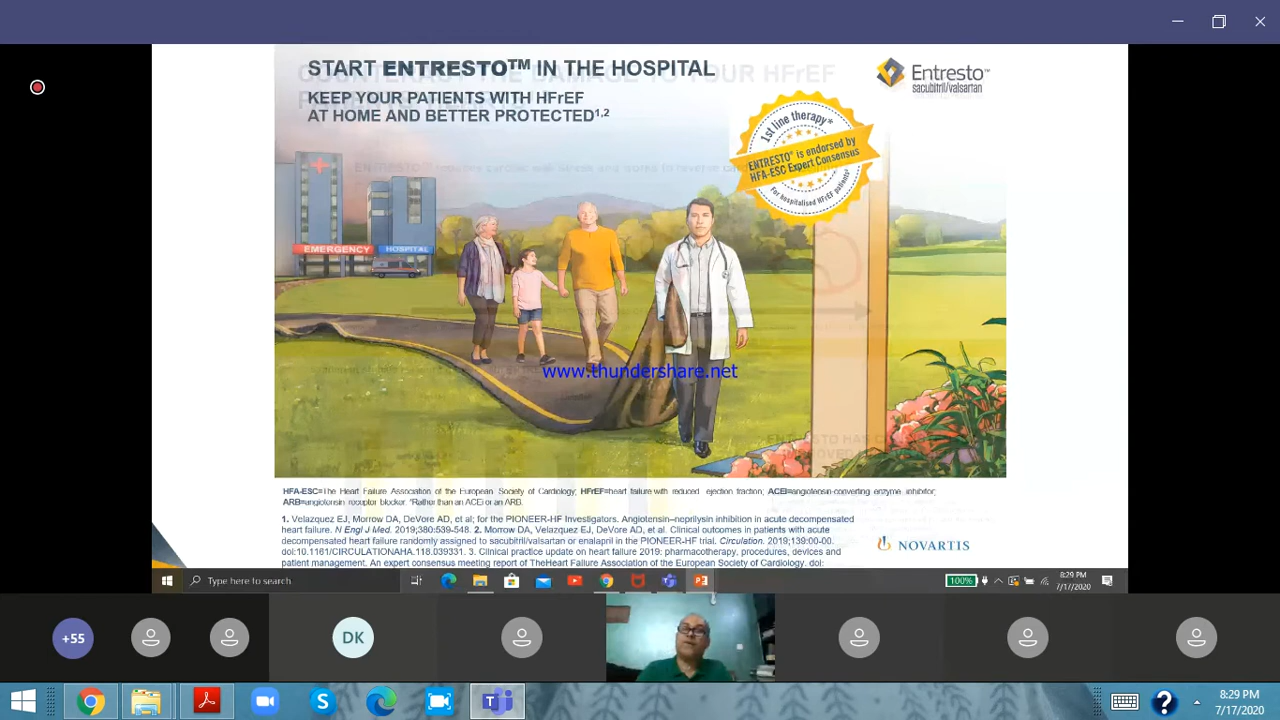 START ENTRESTO™ IN THE HOSPITAL
KEEP YOUR PATIENTS WITH HFrEF
AT HOME AND BETTER PROTECTED1,2
Entresto™
sacubitril/valsartan
1st line therapy*
ENTRESTO® is endorsed by
HFA-ESC Expert Consensus
For hospitalised HFrEF patients³
EMERGENCY
HOSPITAL
www.thundershare.net
HFA-ESC=The Heart Failure Association of the European Society of Cardiology; HFrEF=heart failure with reduced ejection fraction; ACEI=angiotensin-converting enzyme inhibitor;
ARB=angiotensin receptor blocker. *Rather than an ACEi or an ARB.
1. Velazquez EJ, Morrow DA, DeVore AD, et al; for the PIONEER-HF Investigators. Angiotensin–neprilysin inhibition in acute decompensated
heart failure. N Engl J Med. 2019;380:539-548. 2. Morrow DA, Velazquez EJ, DeVore AD, et al. Clinical outcomes in patients with acute
decompensated heart failure randomly assigned to sacubitril/valsartan or enalapril in the PIONEER-HF trial. Circulation. 2019;139:00-00.
doi:10.1161/CIRCULATIONAHA.118.039331. 3. Clinical practice update on heart failure 2019: pharmacotherapy, procedures, devices and
patient management. An expert consensus meeting report of TheHeart Failure Association of the European Society of Cardiology. doi:
NOVARTIS
Type here to search
100%
8:29 PM
7/17/2020
+55
DK
8:29 PM
7/17/2020